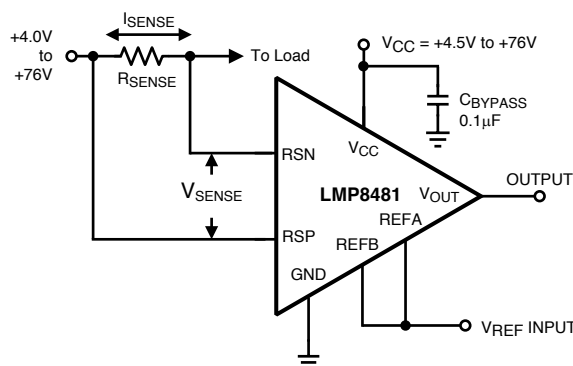 ISENSE
+4.0V
to
+76V
RSENSE
To Load
VCC = +4.5V to +76V
CBYPASS
0.1μF
RSN
VCC
VSENSE
LMP8481
VOUT
OUTPUT
REFA
RSP
REFB
GND
VREF INPUT